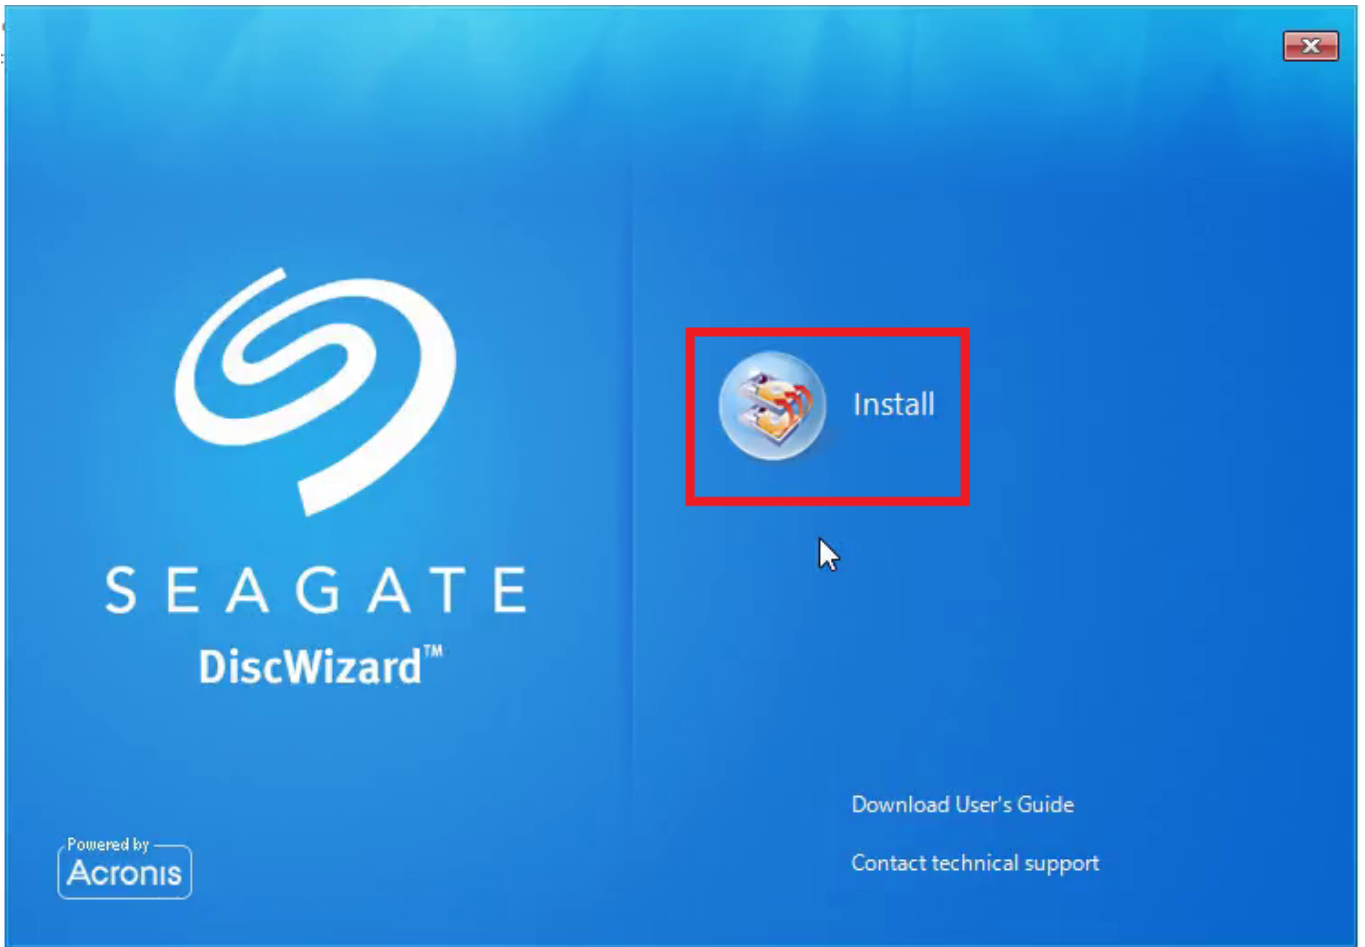 Install
SEAGATE
DiscWizard™
Download User's Guide
Contact technical support
Powered by
Acronis